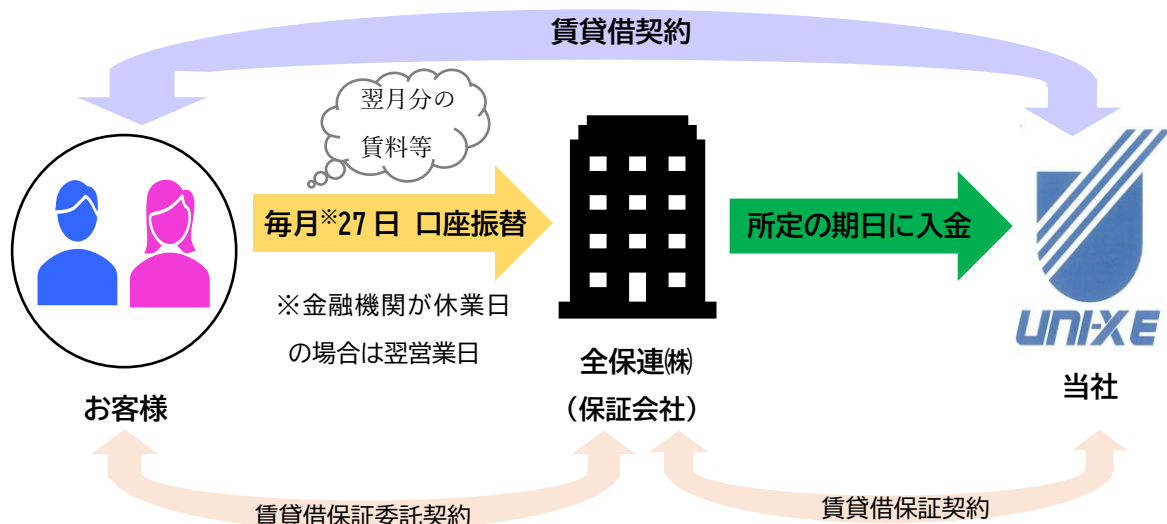 賃貸借契約
翌月分の
賃料等
毎月※27日 口座振替
所定の期日に入金
※金融機関が休業日
の場合は翌営業日
UNI-XE
全保連㈱
(保証会社)
お客様
当社
賃貸借保証委託契約
賃貸借保証契約